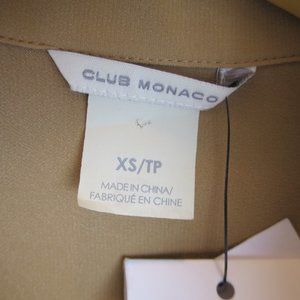 CLUB MONACO
XS/TP
MADE IN CHINA/
FABRIQUÉ EN CHINE